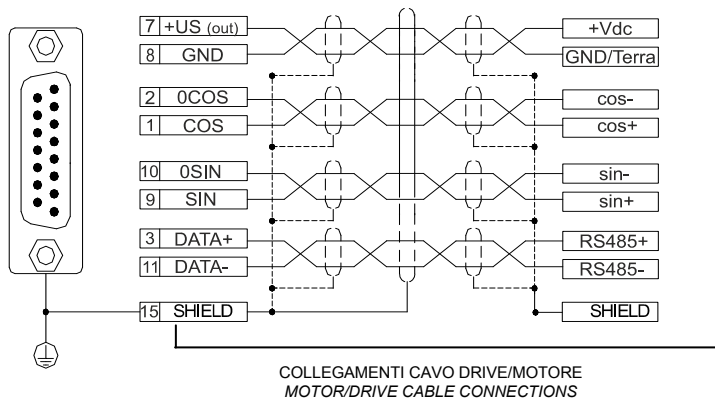 7 +US (out) +Vdc
8 GND GND/Terra
2 0COS cos-
1 COS cos+
10 0SIN sin-
9 SIN sin+
3 DATA+ RS485+
11 DATA- RS485-
15 SHIELD SHIELD
COLLEGAMENTI CAVO DRIVE/MOTORE
MOTOR/DRIVE CABLE CONNECTIONS